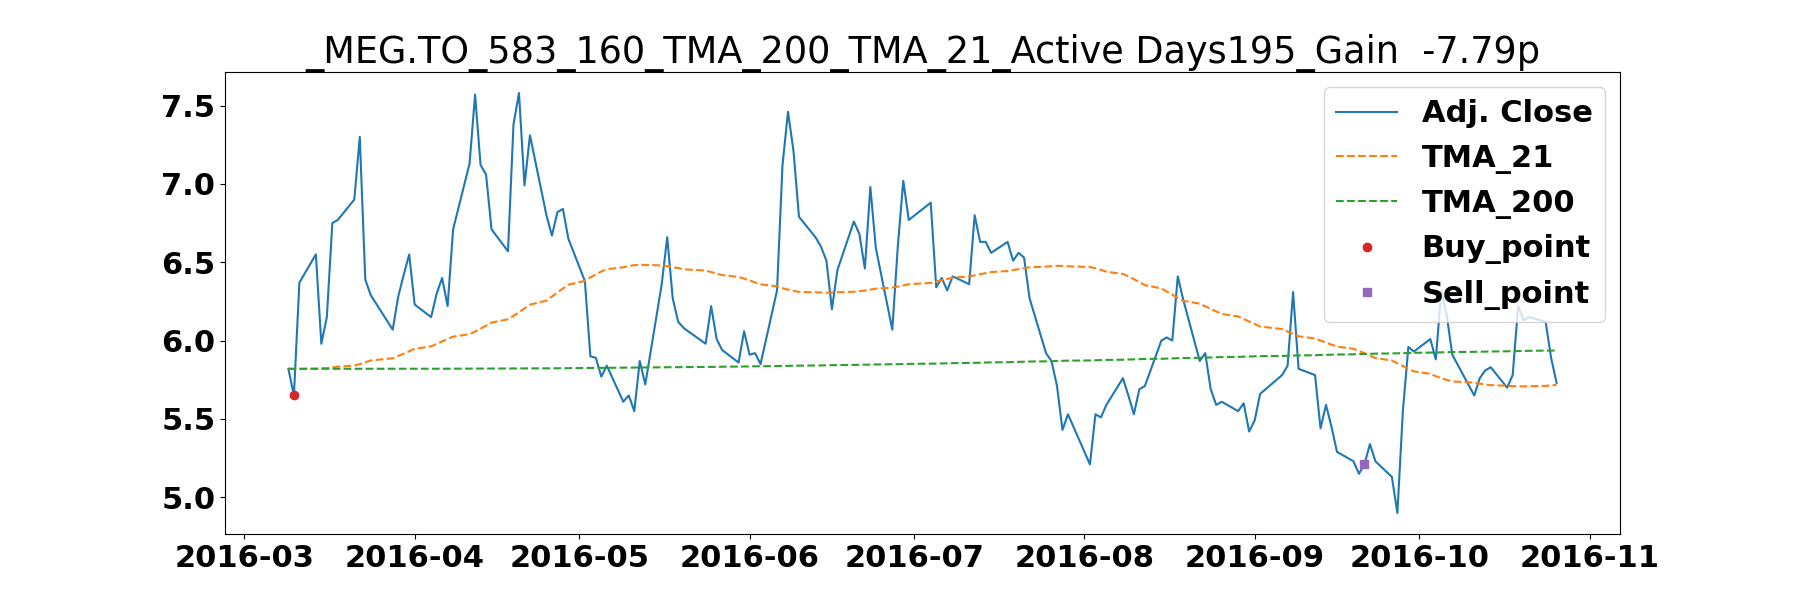 _MEG.TO_583_160_TMA_200_TMA_21_Active Days195_Gain  -7.79p
7.5
7.0
6.5
6.0
5.5
5.0
Adj. Close
TMA_21
TMA_200
Buy_point
Sell_point
2016-03 2016-04 2016-05 2016-06 2016-07 2016-08 2016-09 2016-10 2016-11